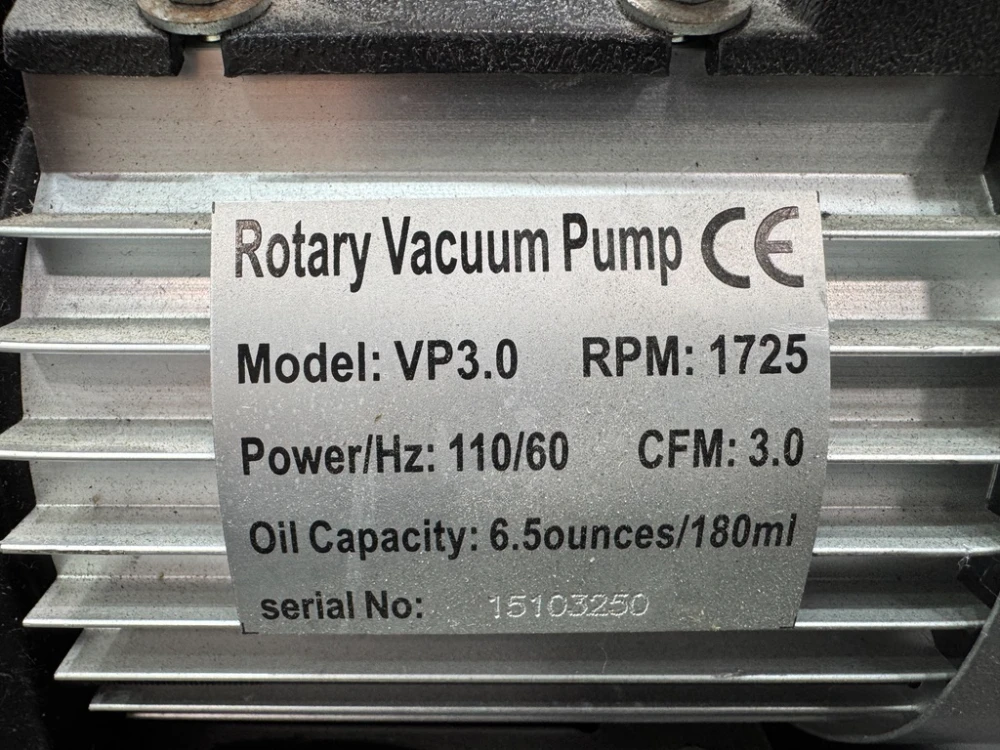 Rotary Vacuum Pump CE
Model: VP3.0 RPM: 1725
Power/Hz: 110/60 CFM: 3.0
Oil Capacity: 6.5ounces/180ml
serial No: 15103250